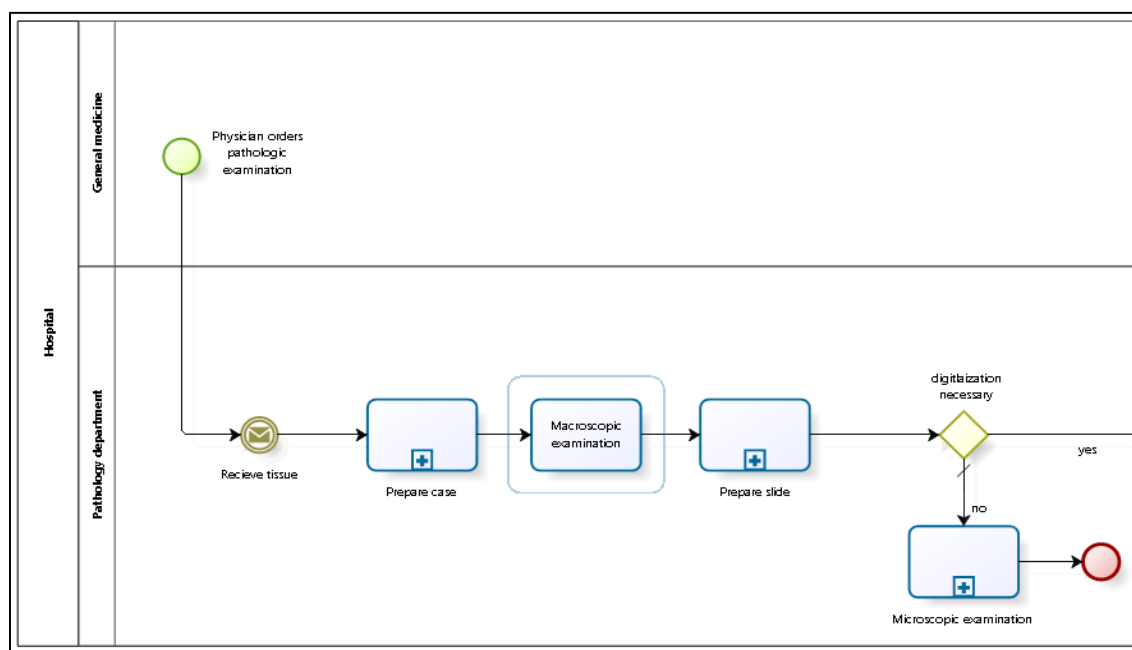 Hospital
General medicine
Physician orders
pathologic
examination
Pathology department
Recieve tissue
Prepare case
Macroscopic
examination
Prepare slide
digitlaization
necessary
yes
no
Microscopic examination